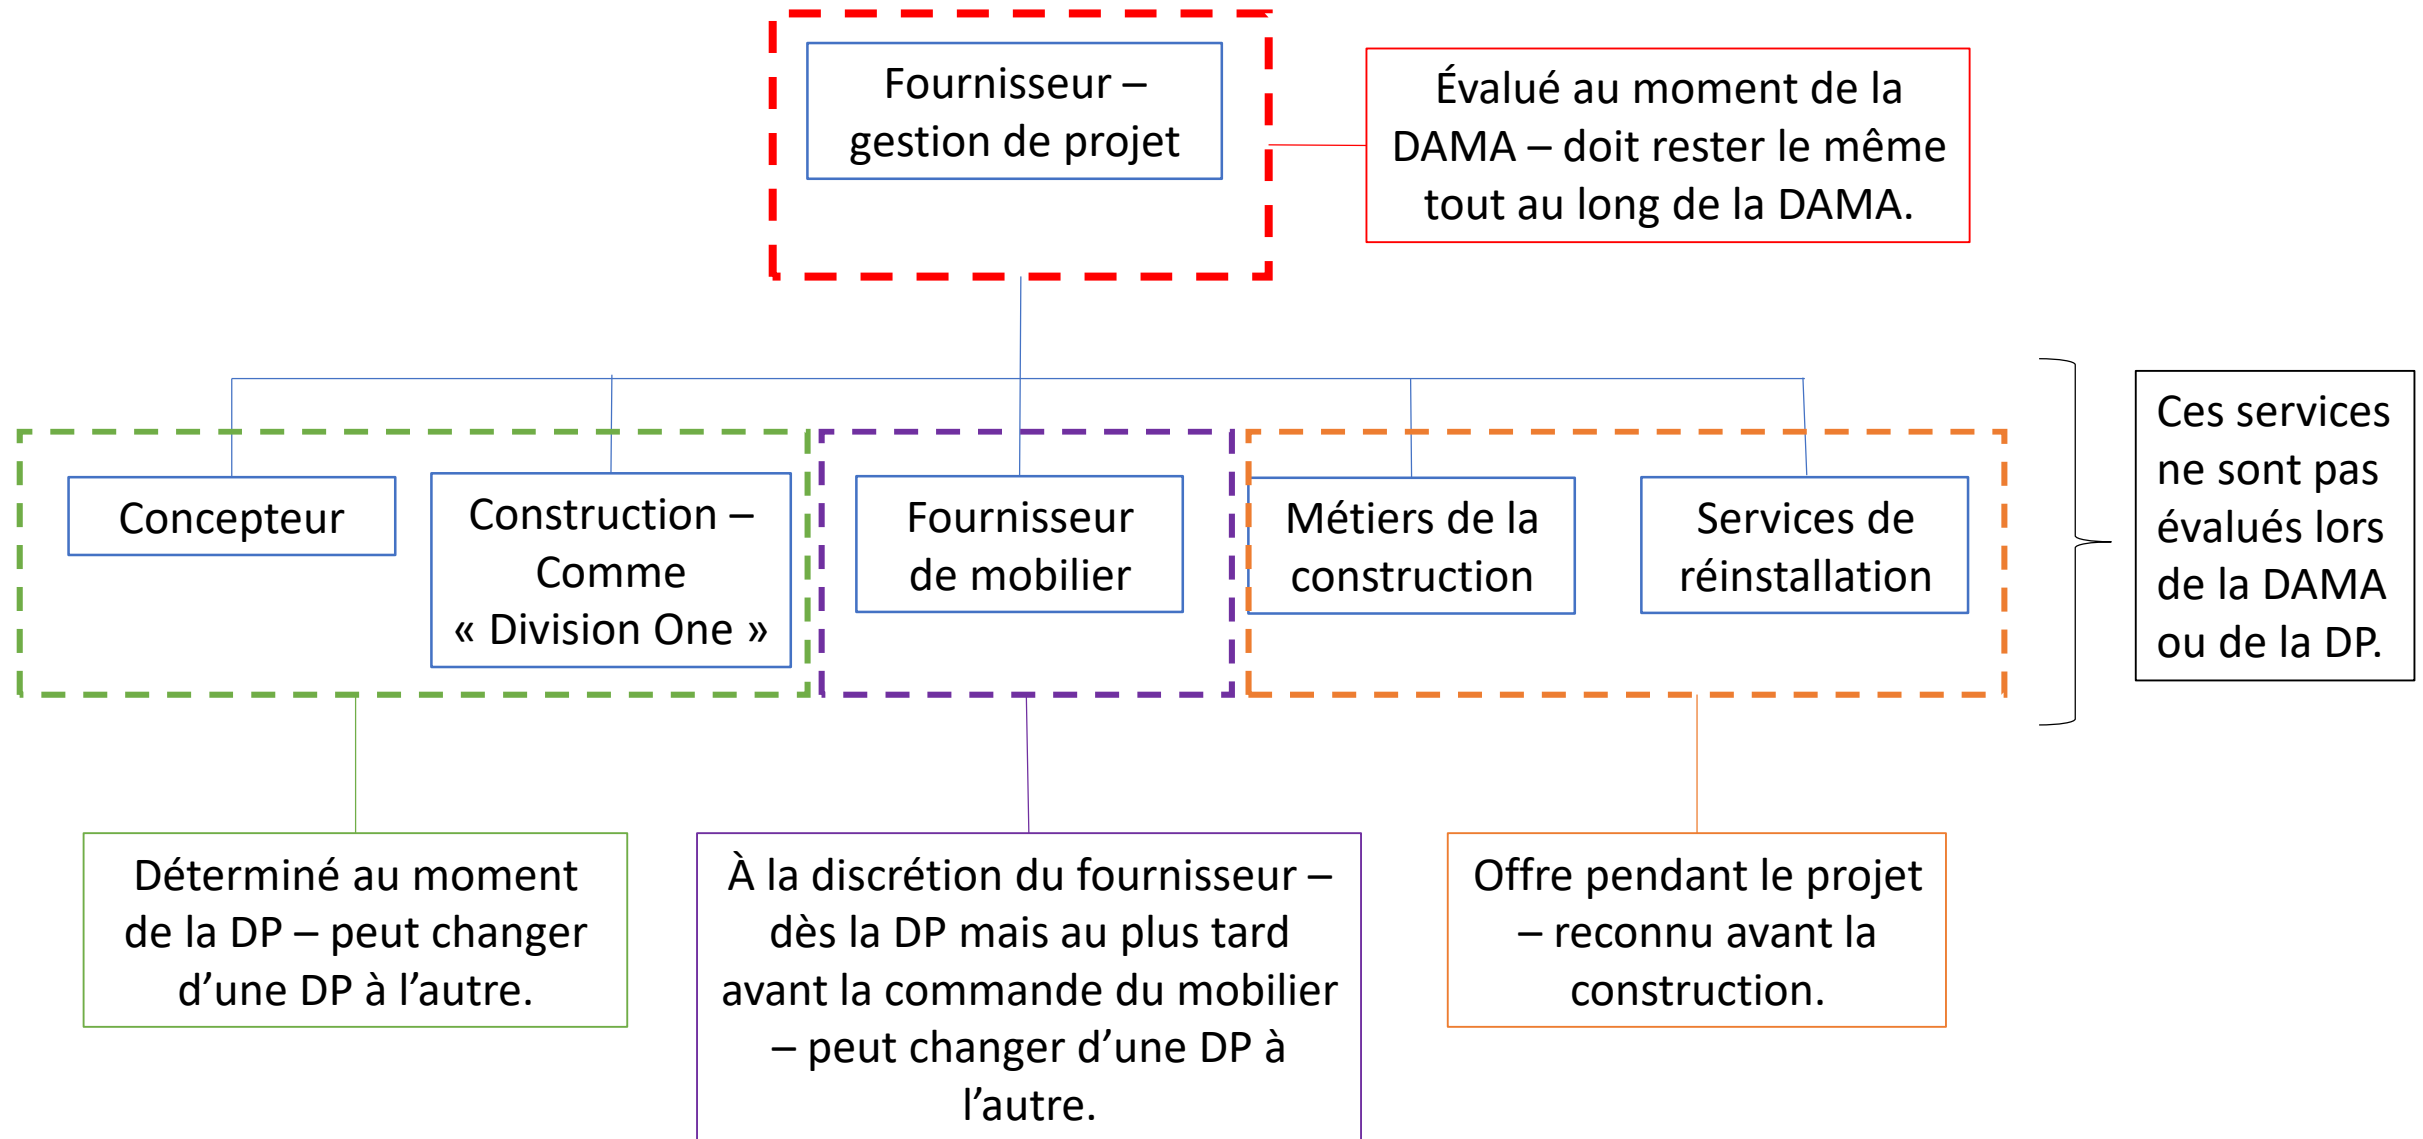 Fournisseur –
gestion de projet
Évalué au moment de la
DAMA – doit rester le même
tout au long de la DAMA.
Concepteur
Construction –
Comme
« Division One »
Fournisseur
de mobilier
Métiers de la
construction
Services de
réinstallation
Ces services
ne sont pas
évalués lors
de la DAMA
ou de la DP.
Déterminé au moment
de la DP – peut changer
d’une DP à l’autre.
À la discrétion du fournisseur –
dès la DP mais au plus tard
avant la commande du mobilier
– peut changer d’une DP à
l’autre.
Offre pendant le projet
– reconnu avant la
construction.